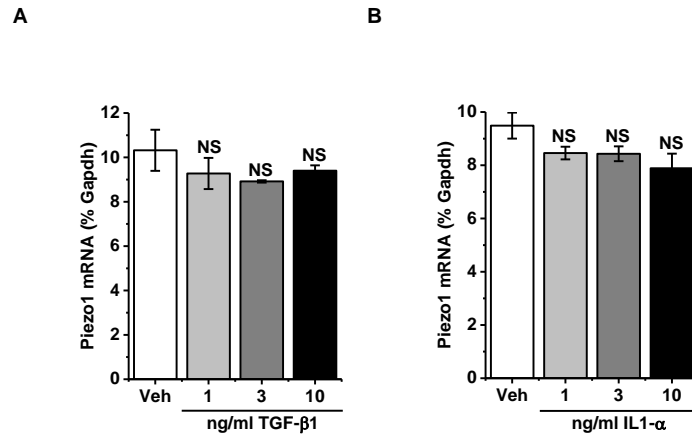 A
B
Piezo1 mRNA (% Gapdh)
12
10
8
6
4
2
0
NS
NS
NS
Veh
1
3
10
ng/ml TGF-β1
Piezo1 mRNA (% Gapdh)
10
8
6
4
2
0
NS
NS
NS
Veh
1
3
10
ng/ml IL1-α